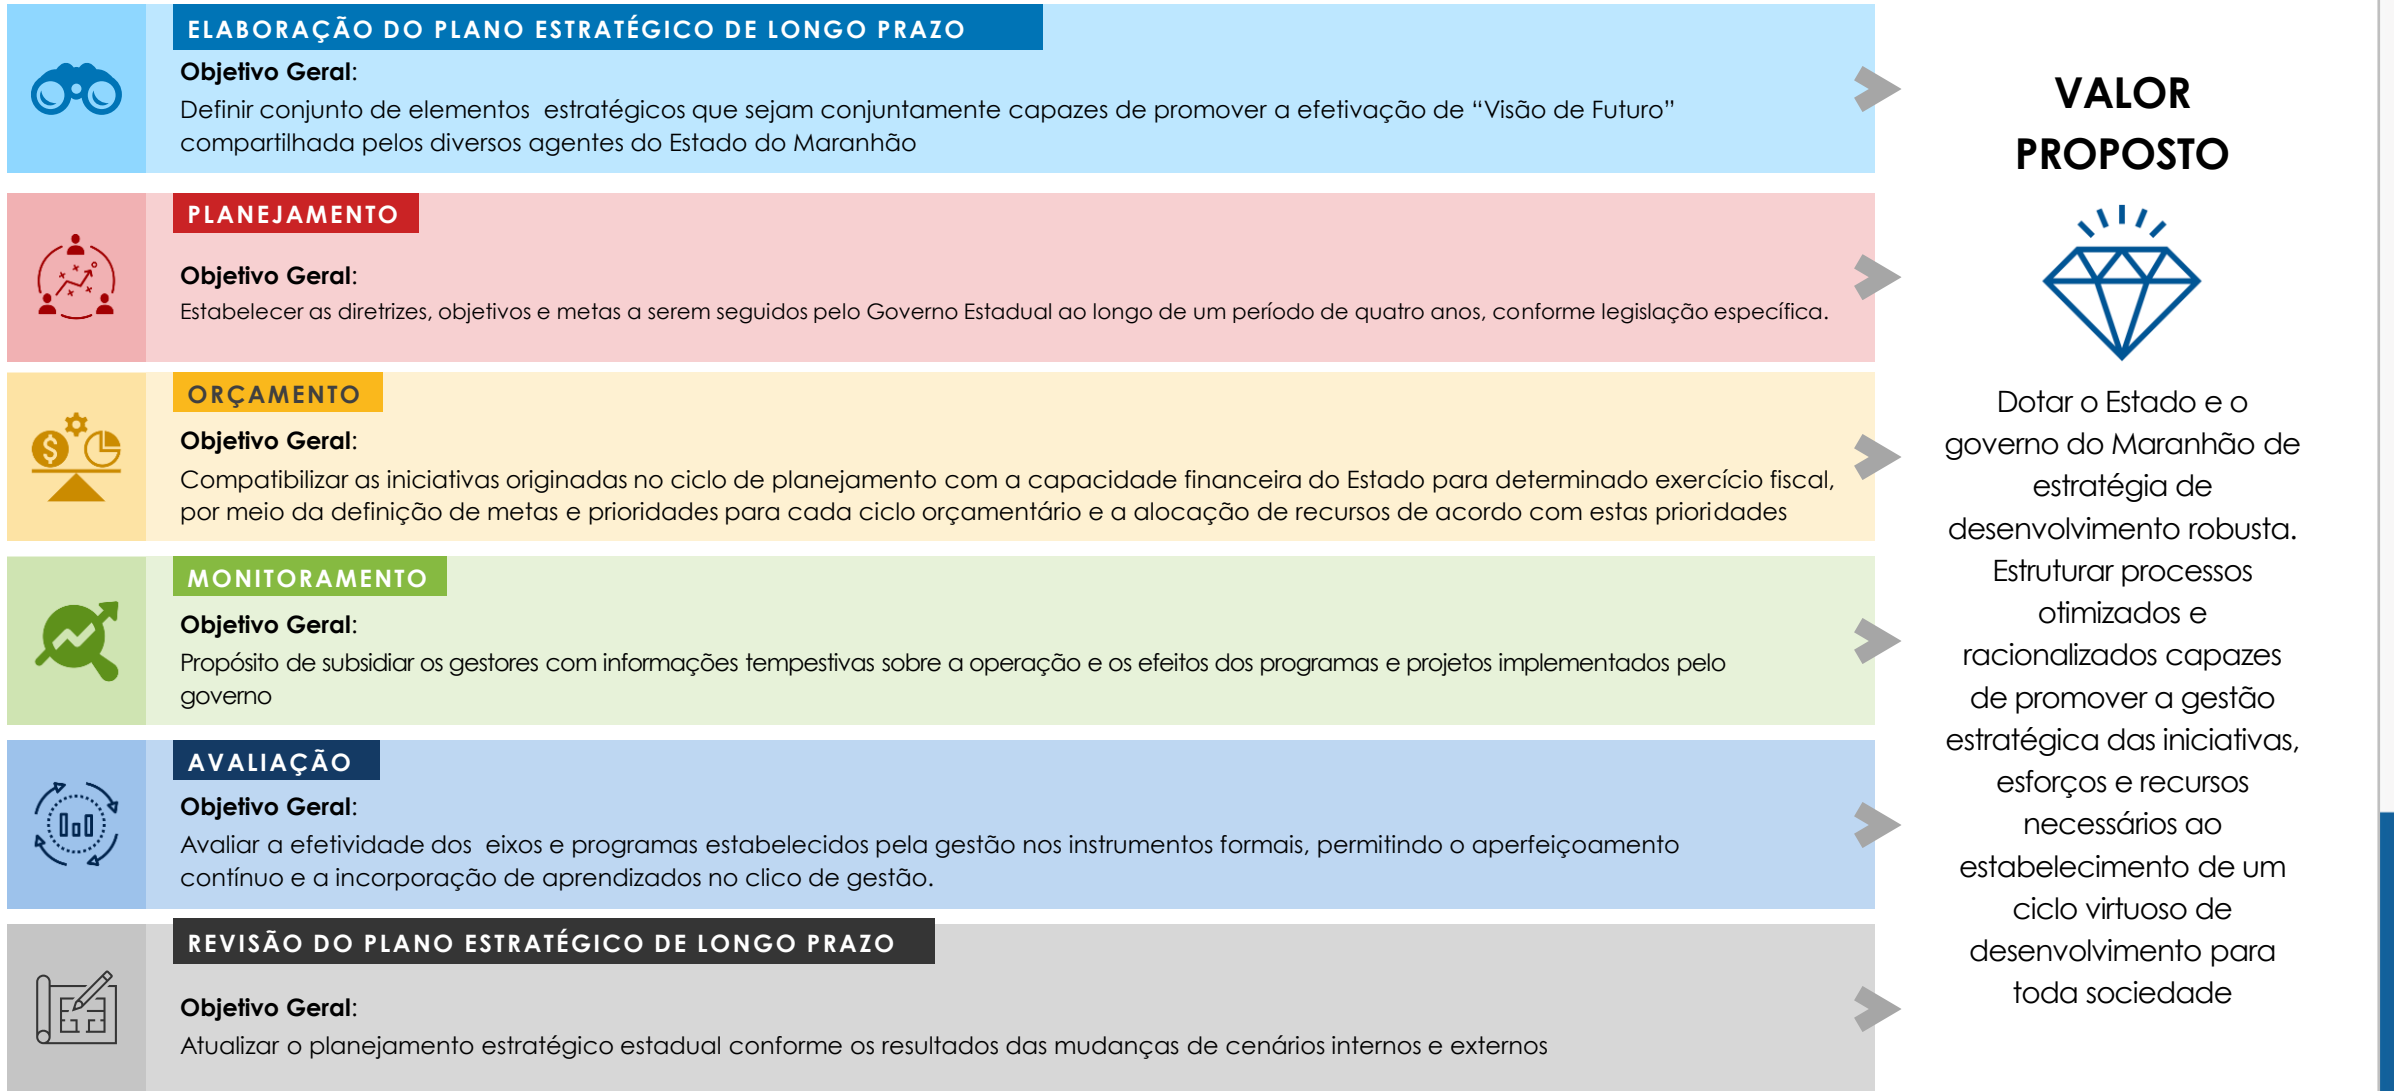 ELABORAÇÃO DO PLANO ESTRATÉGICO DE LONGO PRAZO
Objetivo Geral:
Definir conjunto de elementos estratégicos que sejam conjuntamente capazes de promover a efetivação de “Visão de Futuro”
compartilhada pelos diversos agentes do Estado do Maranhão
PLANEJAMENTO
Objetivo Geral:
Estabelecer as diretrizes, objetivos e metas a serem seguidos pelo Governo Estadual ao longo de um período de quatro anos, conforme legislação específica.
ORÇAMENTO
Objetivo Geral:
Compatibilizar as iniciativas originadas no ciclo de planejamento com a capacidade financeira do Estado para determinado exercício fiscal,
por meio da definição de metas e prioridades para cada ciclo orçamentário e a alocação de recursos de acordo com estas prioridades
MONITORAMENTO
Objetivo Geral:
Propósito de subsidiar os gestores com informações tempestivas sobre a operação e os efeitos dos programas e projetos implementados pelo
governo
AVALIAÇÃO
Objetivo Geral:
Avaliar a efetividade dos eixos e programas estabelecidos pela gestão nos instrumentos formais, permitindo o aperfeiçoamento
contínuo e a incorporação de aprendizados no clico de gestão.
REVISÃO DO PLANO ESTRATÉGICO DE LONGO PRAZO
Objetivo Geral:
Atualizar o planejamento estratégico estadual conforme os resultados das mudanças de cenários internos e externos
VALOR
PROPOSTO
Dotar o Estado e o
governo do Maranhão de
estratégia de
desenvolvimento robusta.
Estruturar processos
otimizados e
racionalizados capazes
de promover a gestão
estratégica das iniciativas,
esforços e recursos
necessários ao
estabelecimento de um
ciclo virtuoso de
desenvolvimento para
toda sociedade